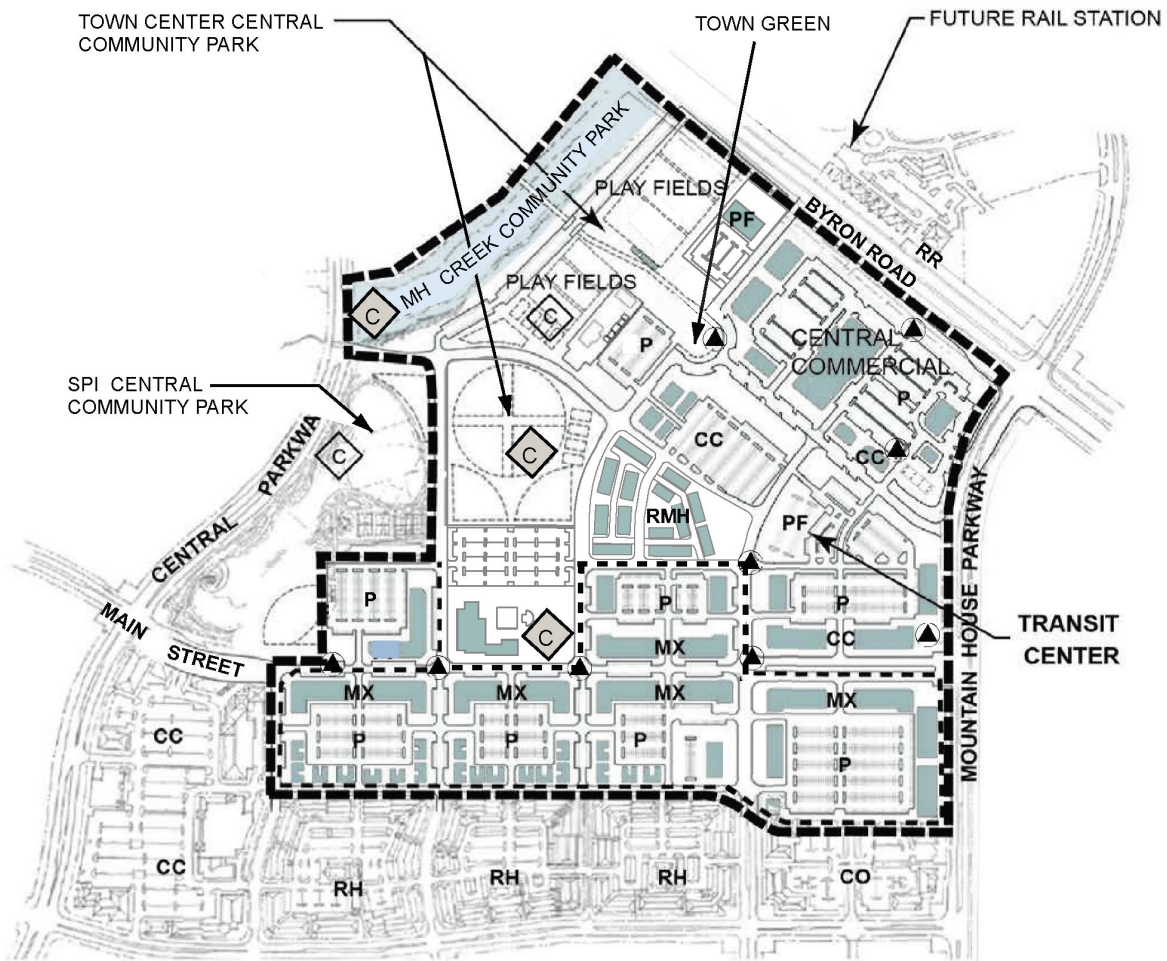 TOWN CENTER CENTRAL
COMMUNITY PARK
TOWN GREEN
FUTURE RAIL STATION
MH CREEK COMMUNITY PARK
PLAY FIELDS
PF
BYRON ROAD
RR
PLAY FIELDS
C
C
P
CENTRAL
COMMERCIAL
P
SPI CENTRAL
COMMUNITY PARK
CENTRAL PARKWA
C
C
CC
CC
RMH
PF
MOUNTAIN HOUSE PARKWAY
MAIN
STREET
P
P
P
C
MX
CC
TRANSIT
CENTER
MX
MX
MX
MX
CC
P
P
P
P
CC
RH
RH
RH
CO